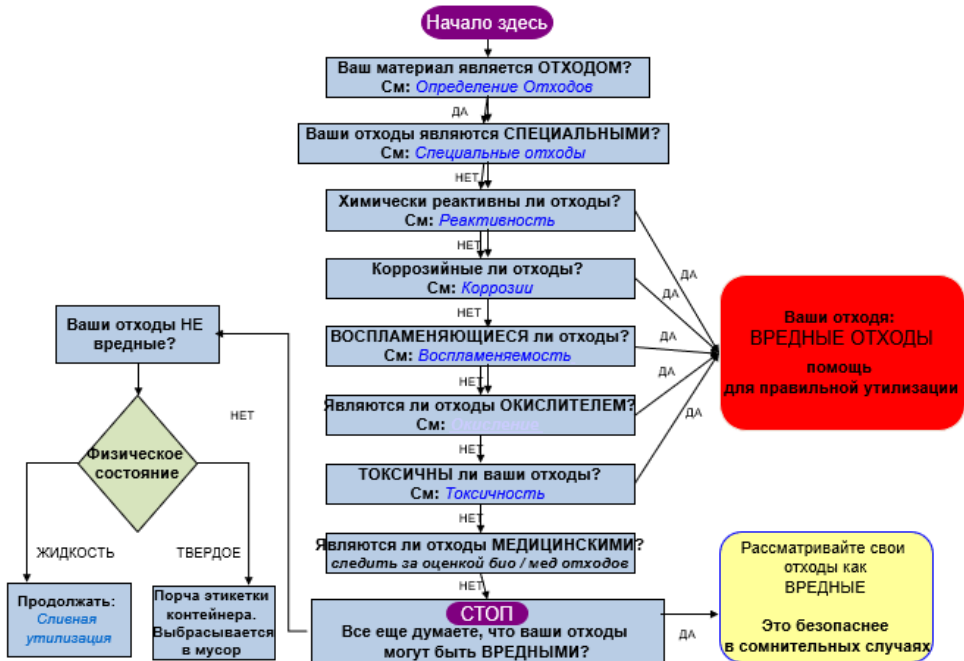 Начало здесь
Ваш материал является ОТХОДОМ?
См: Определение Отходов
ДА
Ваши отходы являются СПЕЦИАЛЬНЫМИ?
См: Специальные отходы
НЕТ
Химически реактивны ли отходы?
См: Реактивность
ДА
НЕТ
Коррозийные ли отходы?
См: Коррозии
ДА
НЕТ
ВОСПЛАМЕНЯЮЩИЕСЯ ли отходы?
См: Воспламеняемость
ДА
НЕТ
Являются ли отходы ОКИСЛИТЕЛЕМ?
См: Окисления
ДА
НЕТ
ТОКСИЧНЫ ли ваши отходы?
См: Токсичность
ДА
НЕТ
Являются ли отходы МЕДИЦИНСКИМИ?
следить за оценкой био / мед отходов
НЕТ
СТОП
Все еще думаете, что ваши отходы
могут быть ВРЕДНЫМИ?
ДА
Рассматривайте свои
отходы как
ВРЕДНЫЕ
Это безопаснее
в сомнительных случаях
Ваши отходя:
ВРЕДНЫЕ ОТХОДЫ
помощь
для правильной утилизации
НЕТ
Ваши отходы НЕ
вредные?
Физическое
состояние
ЖИДКОСТЬ
ТВЕРДОЕ
Продолжать:
Сливная
утилизация
Порча этикетки
контейнера.
Выбрасывается
в мусор